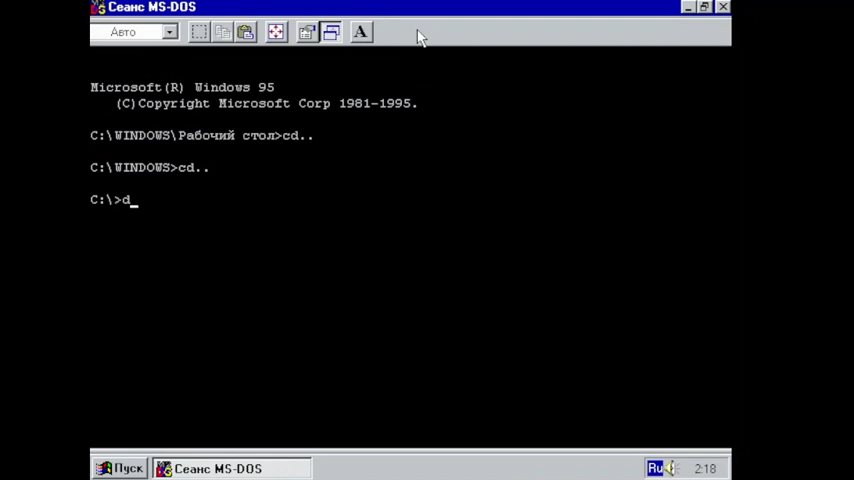 Сеанс MS-DOS
Авто
A
Microsoft(R) Windows 95
(C)Copyright Microsoft Corp 1981-1995.
C:\WINDOWS\Рабочий стол>cd..
C:\WINDOWS>cd..
C:\>d_
Пуск
Сеанс MS-DOS
Ru
2:18